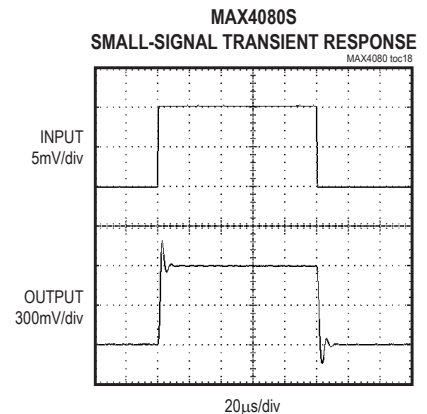 MAX4080S
SMALL-SIGNAL TRANSIENT RESPONSE
MAX4080 toc18
INPUT
5mV/div
OUTPUT
300mV/div
20μs/div